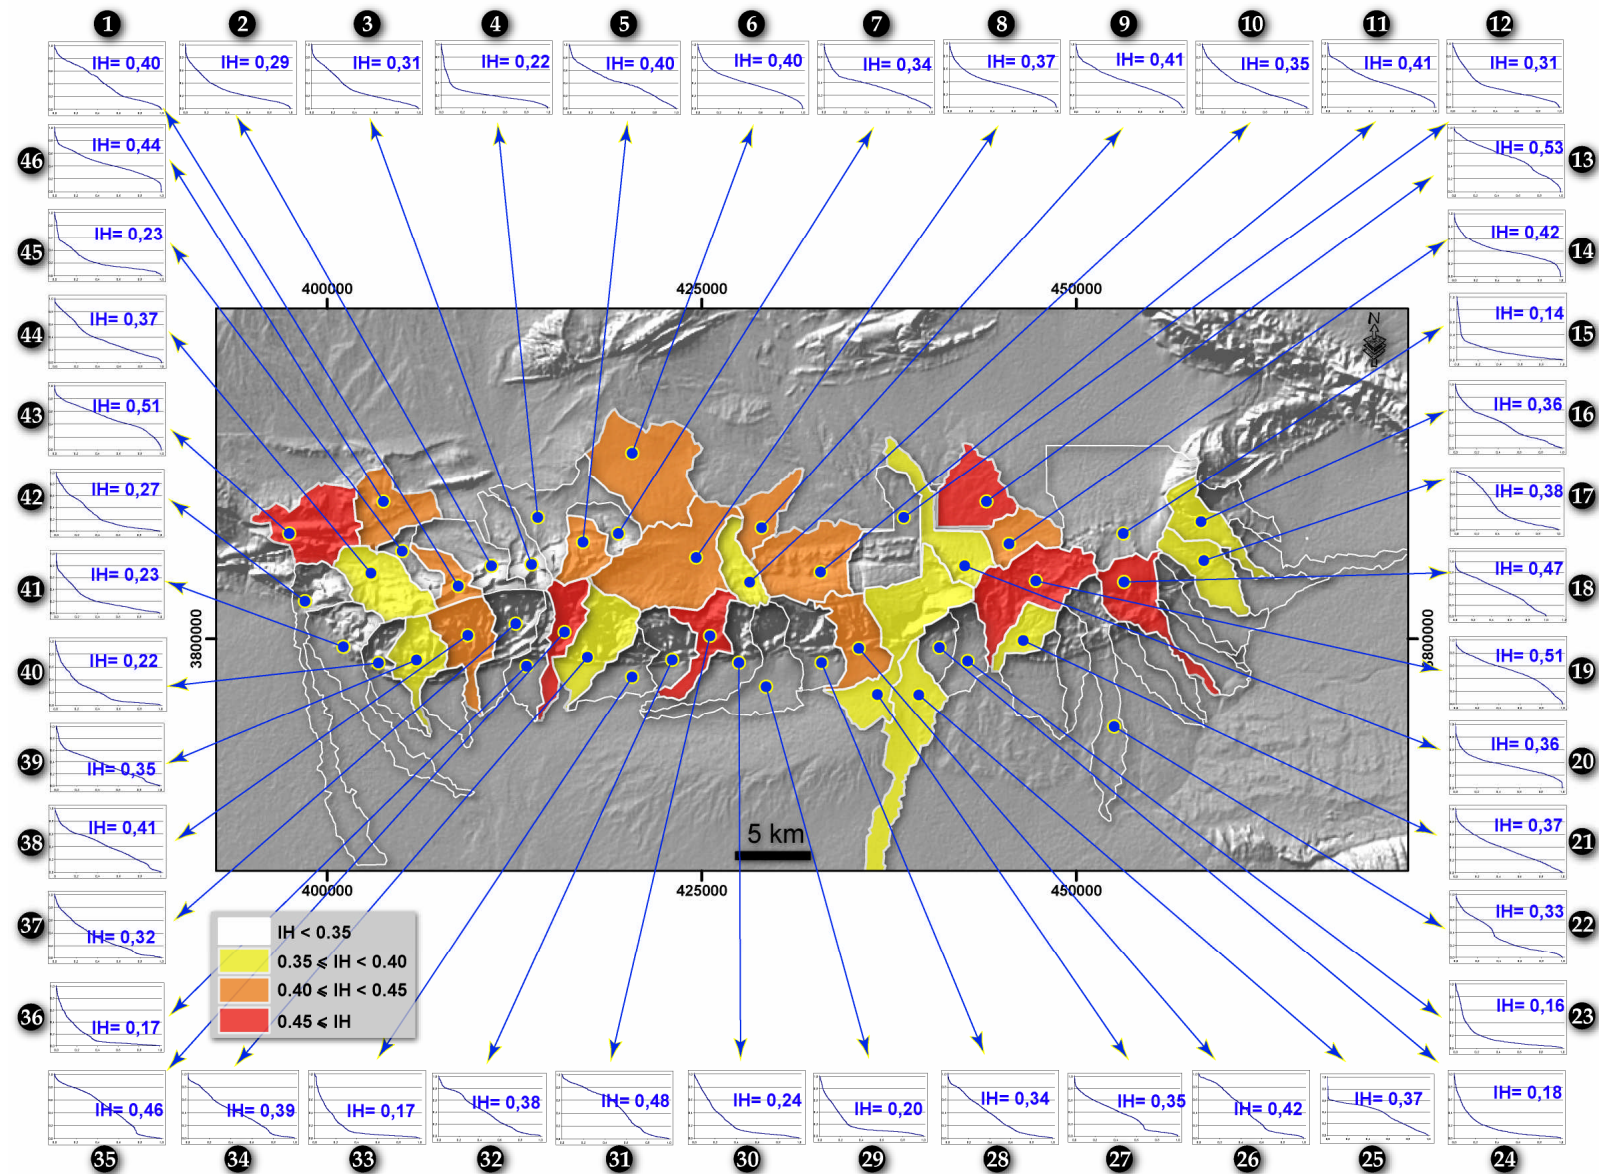 1 2 3 4 5 6 7 8 9 10 11 12
IH= 0,40
IH= 0,29
IH= 0,31
IH= 0,22
IH= 0,40
IH= 0,40
IH= 0,34
IH= 0,37
IH= 0,41
IH= 0,35
IH= 0,41
IH= 0,31
46
IH= 0,44
IH= 0,53
13
45
IH= 0,23
IH= 0,42
14
44
IH= 0,37
IH= 0,14
15
43
IH= 0,51
IH= 0,36
16
42
IH= 0,27
IH= 0,38
17
41
IH= 0,23
IH= 0,47
18
40
IH= 0,22
IH= 0,51
19
39
IH= 0,35
IH= 0,36
20
38
IH= 0,41
IH= 0,37
21
37
IH= 0,32
IH= 0,33
22
36
IH= 0,17
IH= 0,16
23
400000 425000 450000
N
3800000
3800000
5 km
400000 425000 450000
IH < 0.35
0.35 ⩽ IH < 0.40
0.40 ⩽ IH < 0.45
0.45 ⩽ IH
IH= 0,46
IH= 0,39
IH= 0,17
IH= 0,38
IH= 0,48
IH= 0,24
IH= 0,20
IH= 0,34
IH= 0,35
IH= 0,42
IH= 0,37
IH= 0,18
35 34 33 32 31 30 29 28 27 26 25 24